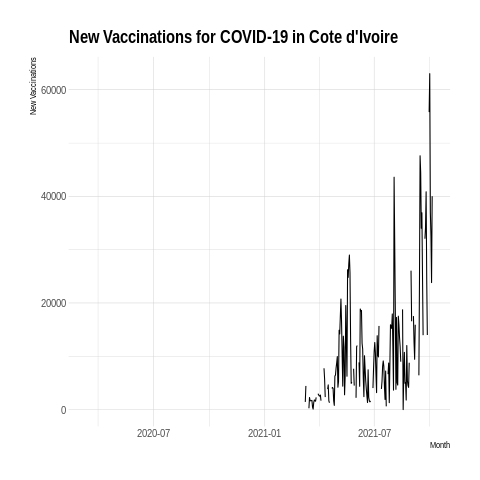 New Vaccinations for COVID-19 in Cote d'Ivoire
New Vaccinations
60000
40000
20000
0
2020-07
2021-01
2021-07
Month